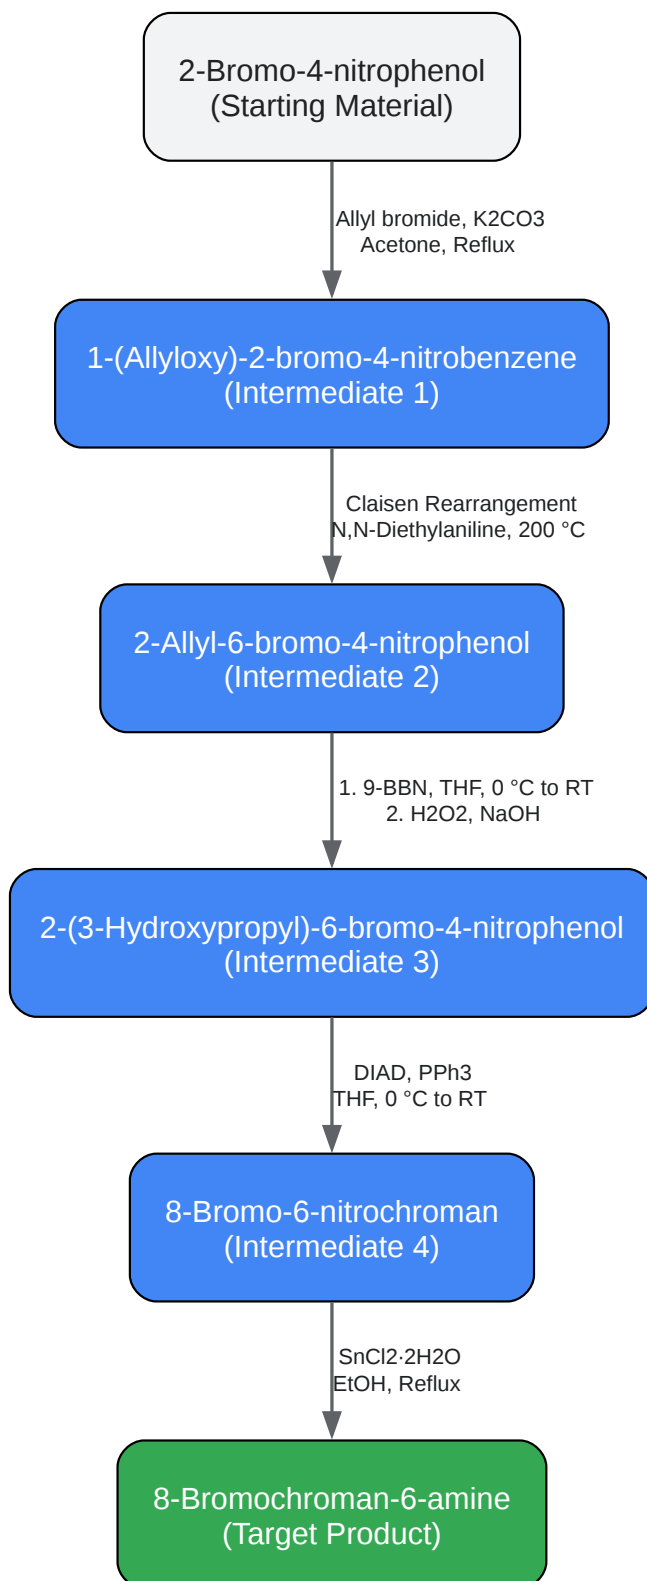 2-Bromo-4-nitrophenol
(Starting Material)
Allyl bromide, K2CO3
Acetone, Reflux
1-(Allyloxy)-2-bromo-4-nitrobenzene
(Intermediate 1)
Claisen Rearrangement
N,N-Diethylaniline, 200 °C
2-Allyl-6-bromo-4-nitrophenol
(Intermediate 2)
1. 9-BBN, THF, 0 °C to RT
2. H2O2, NaOH
2-(3-Hydroxypropyl)-6-bromo-4-nitrophenol
(Intermediate 3)
DIAD, PPh3
THF, 0 °C to RT
8-Bromo-6-nitrochroman
(Intermediate 4)
SnCl2·2H2O
EtOH, Reflux
8-Bromochroman-6-amine
(Target Product)